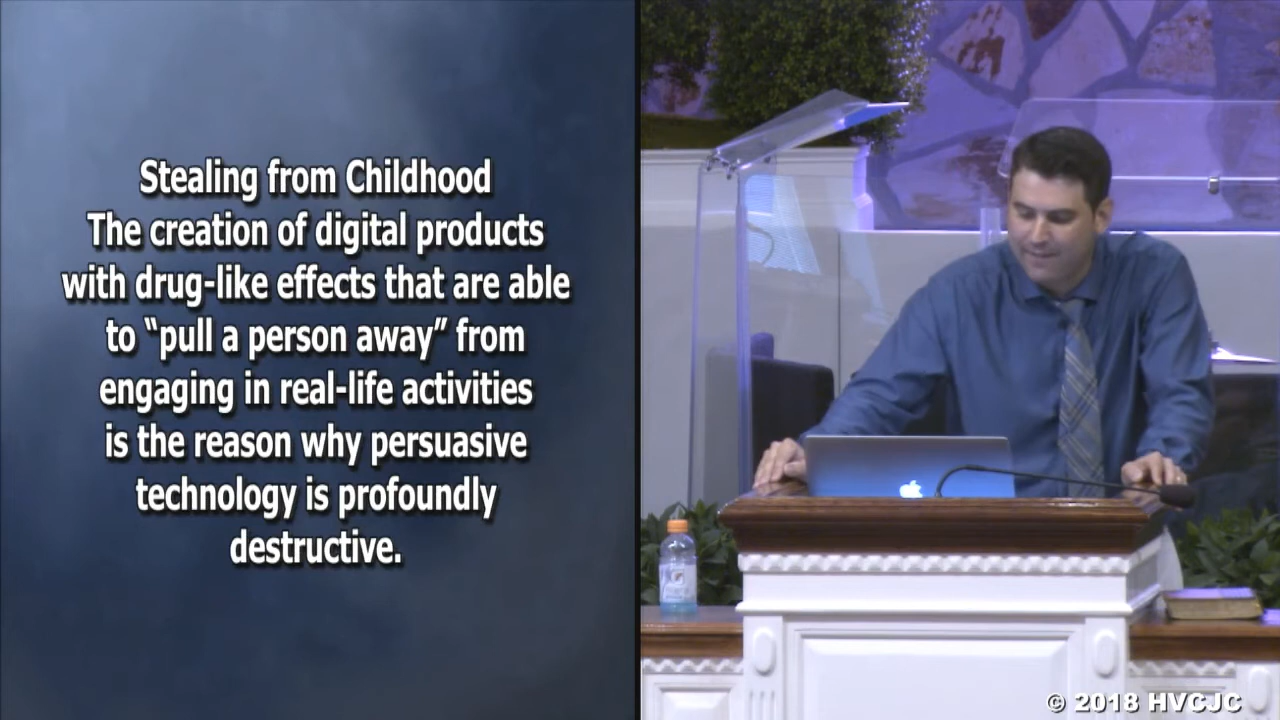 Stealing from Childhood
The creation of digital products
with drug-like effects that are able
to “pull a person away” from
engaging in real-life activities
is the reason why persuasive
technology is profoundly
destructive.
© 2018 HVCJC